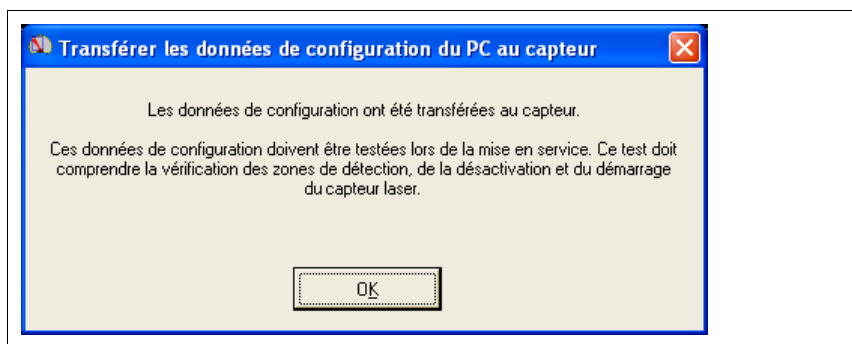 Transférer les données de configuration du PC au capteur
Les données de configuration ont été transférées au capteur.
Ces données de configuration doivent être testées lors de la mise en service. Ce test doit
comprendre la vérification des zones de détection, de la désactivation et du démarrage
du capteur laser.
OK